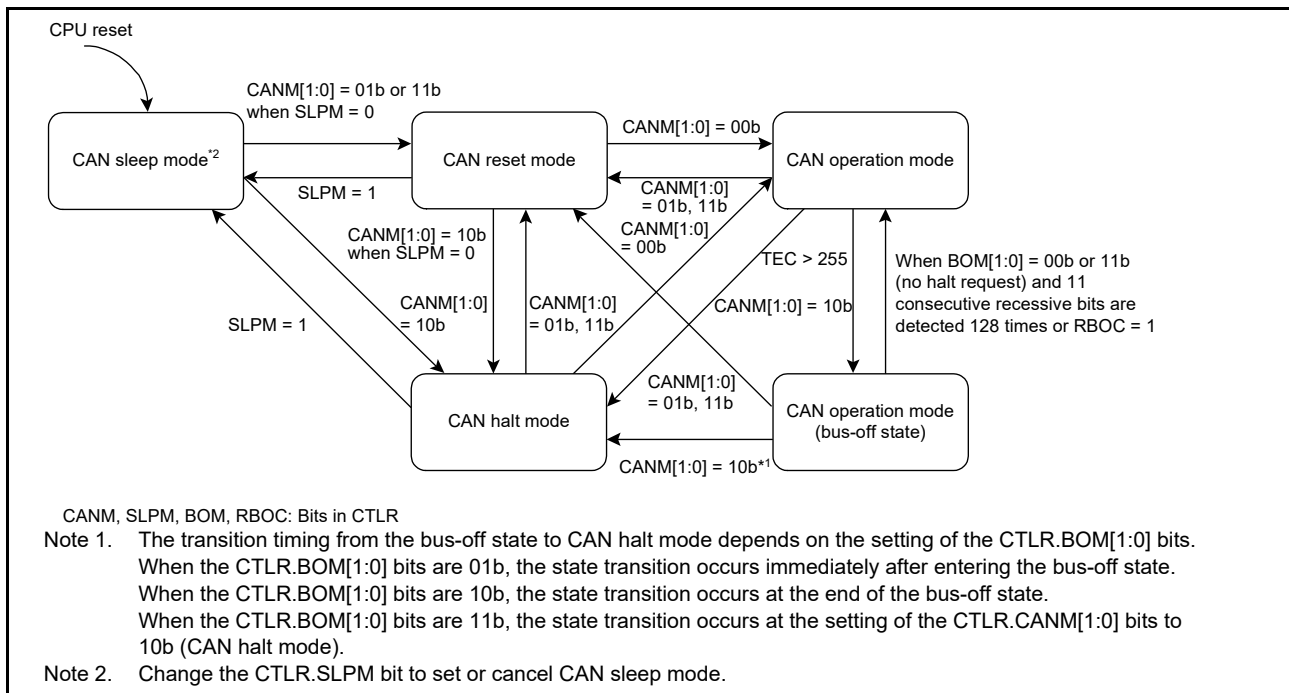 CPU reset
CANM[1:0] = 01b or 11b
when SLPM = 0
CANM[1:0] = 00b
CAN sleep mode*2
CAN reset mode
CAN operation mode
SLPM = 1
CANM[1:0]
= 01b, 11b
CANM[1:0] = 10b
when SLPM = 0
CANM[1:0]
= 00b
TEC > 255
When BOM[1:0] = 00b or 11b
(no halt request) and 11
consecutive recessive bits are
detected 128 times or RBOC = 1
SLPM = 1
CANM[1:0]
= 10b
CANM[1:0]
= 01b, 11b
CANM[1:0] = 10b
CANM[1:0]
= 01b, 11b
CAN halt mode
CAN operation mode
(bus-off state)
CANM[1:0] = 10b*1
CANM, SLPM, BOM, RBOC: Bits in CTLR
Note 1. The transition timing from the bus-off state to CAN halt mode depends on the setting of the CTLR.BOM[1:0] bits.
When the CTLR.BOM[1:0] bits are 01b, the state transition occurs immediately after entering the bus-off state.
When the CTLR.BOM[1:0] bits are 10b, the state transition occurs at the end of the bus-off state.
When the CTLR.BOM[1:0] bits are 11b, the state transition occurs at the setting of the CTLR.CANM[1:0] bits to
10b (CAN halt mode).
Note 2. Change the CTLR.SLPM bit to set or cancel CAN sleep mode.